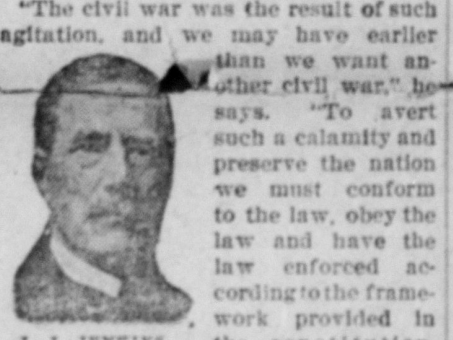 "The civil war was the result of such
agitation, and we may have earlier
than we want an-
other civil war," he
says. "To avert
such a calamity and
preserve the nation
we must conform
to the law, obey the
law and have the
law enforced ac-
cording to the frame-
work provided in